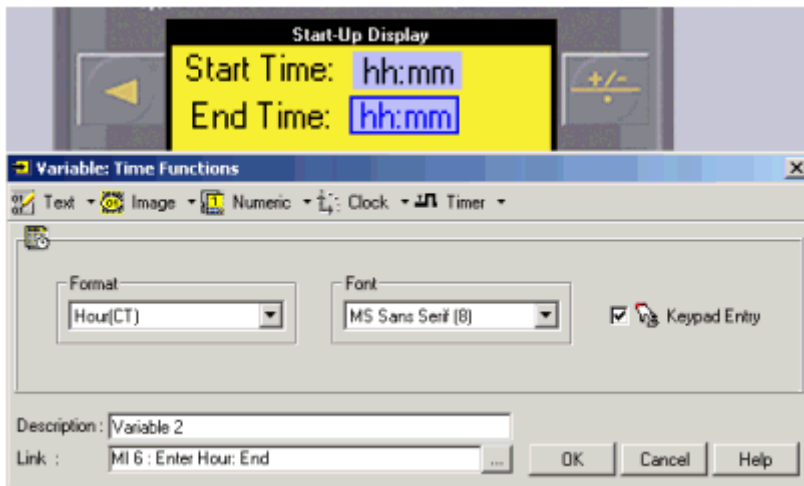 Start-Up Display
Start Time: hh:mm
+/-
End Time: hh:mm
Variable: Time Functions
Text Image Numeric Clock Timer
Format
Font
Hour(CT)
MS Sans Serif (8)
Keypad Entry
Description : Variable 2
Link : MI 6 : Enter Hour: End ...
OK Cancel Help